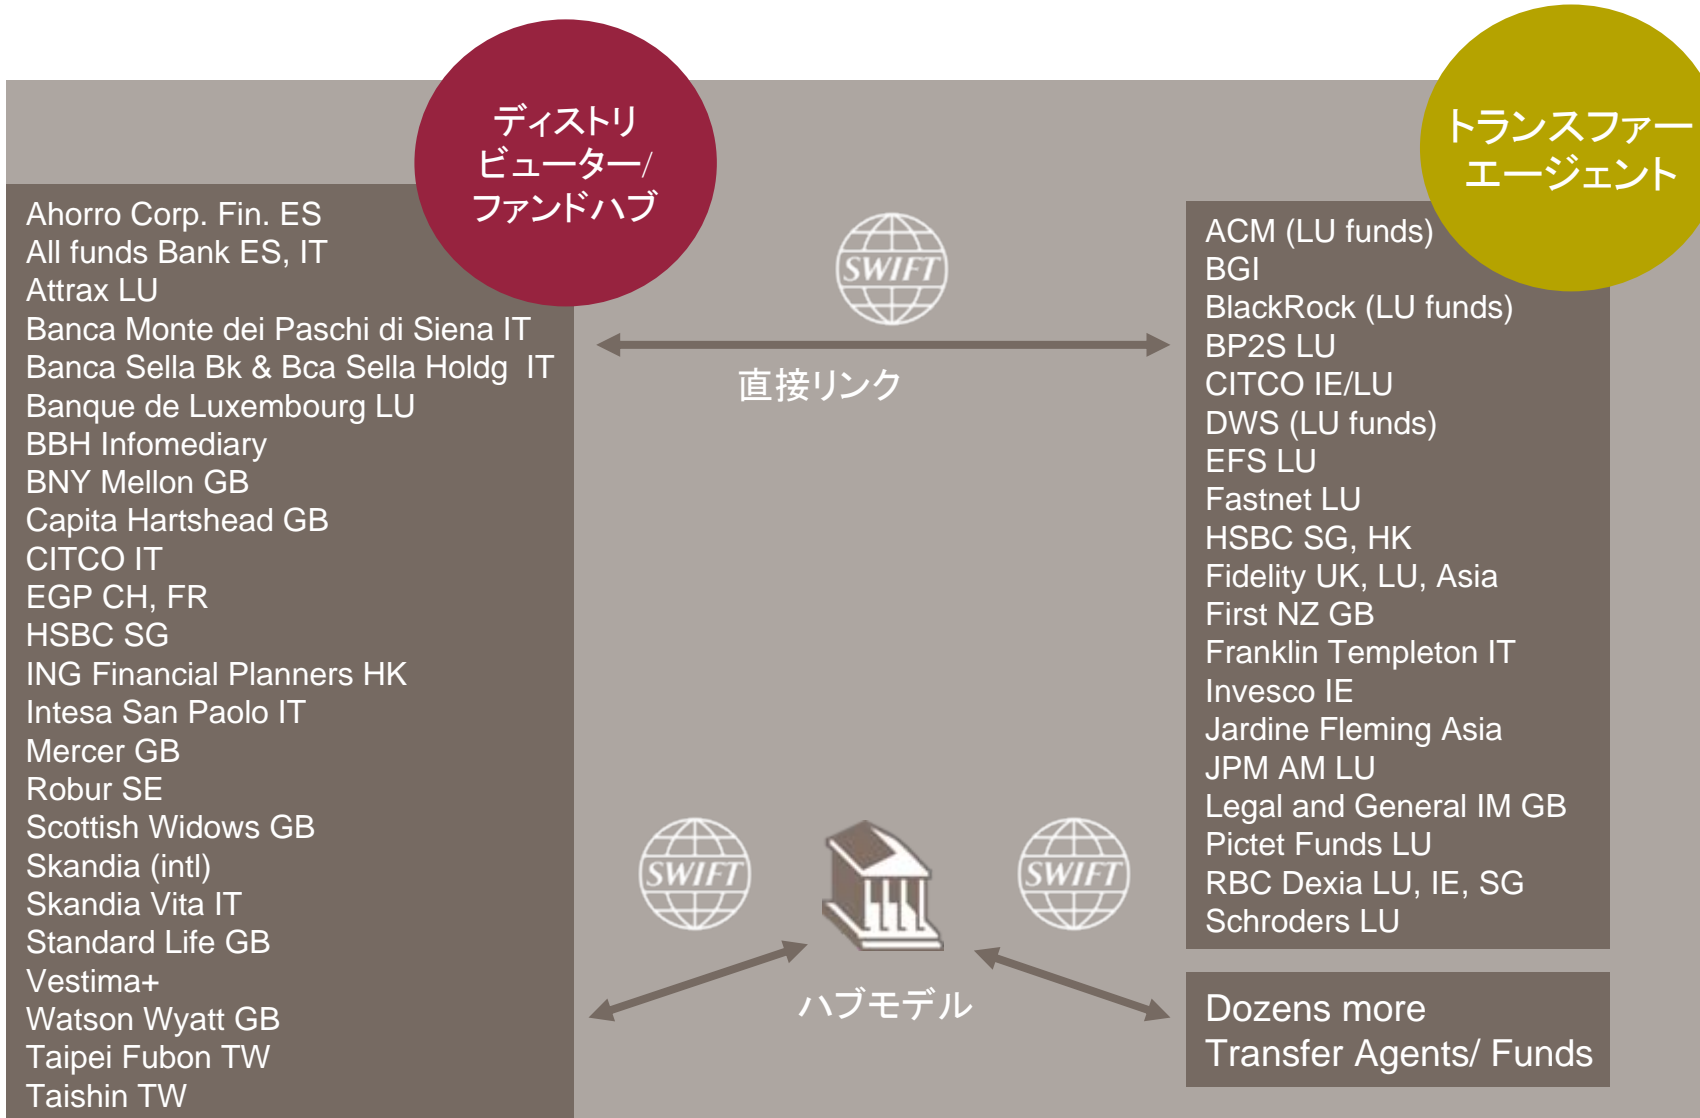 ディストリ
ビューター/
ファンドハブ
トランスファー
エージェント
Ahorro Corp. Fin. ES
All funds Bank ES, IT
Attrax LU
Banca Monte dei Paschi di Siena IT
Banca Sella Bk & Bca Sella Holdg  IT
Banque de Luxembourg LU
BBH Infomediary
BNY Mellon GB
Capita Hartshead GB
CITCO IT
EGP CH, FR
HSBC SG
ING Financial Planners HK
Intesa San Paolo IT
Mercer GB
Robur SE
Scottish Widows GB
Skandia (intl)
Skandia Vita IT
Standard Life GB
Vestima+
Watson Wyatt GB
Taipei Fubon TW
Taishin TW
SWIFT
直接リンク
SWIFT
SWIFT
ハブモデル
ACM (LU funds)
BGI
BlackRock (LU funds)
BP2S LU
CITCO IE/LU
DWS (LU funds)
EFS LU
Fastnet LU
HSBC SG, HK
Fidelity UK, LU, Asia
First NZ GB
Franklin Templeton IT
Invesco IE
Jardine Fleming Asia
JPM AM LU
Legal and General IM GB
Pictet Funds LU
RBC Dexia LU, IE, SG
Schroders LU
Dozens more
Transfer Agents/ Funds